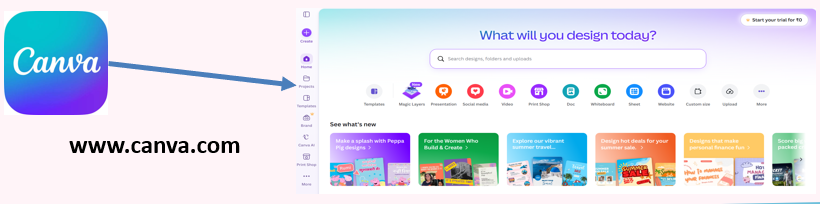 Canva
www.canva.com
Create
Home
Projects
Templates
Brand
Canva AI
Print Shop
More
Start your trial for ₹0
What will you design today?
Search designs, folders and uploads
Templates
Magic Layers
Presentation
Social media
Video
Print Shop
Doc
Whiteboard
Sheet
Website
Custom size
Upload
More
See what's new
Make a splash with Peppa
Pig designs
For the Women Who
Build & Create
Explore our vibrant
summer travel...
Design hot deals for your
summer sales
Designs that make
personal finance fun
Score big
packed